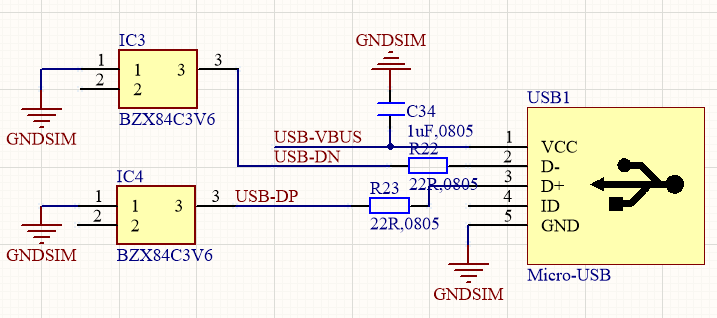 GNDSIM
IC3
1
2
1
2
3
3
BZX84C3V6
GNDSIM
C34
1uF,0805
USB-VBUS
USB-DN
R22
22R,0805
IC4
1
2
1
2
3
3
BZX84C3V6
GNDSIM
USB-DP
R23
22R,0805
USB1
1
2
3
4
5
VCC
D-
D+
ID
GND
Micro-USB
GNDSIM